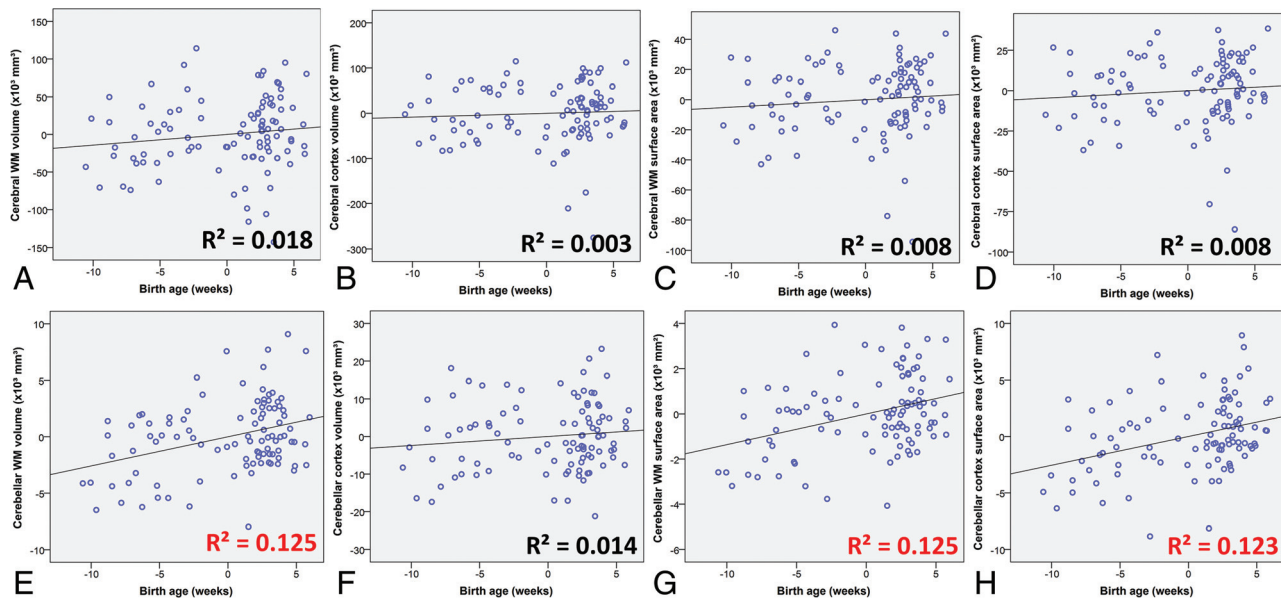 Cerebral WM volume (x10³ mm³)
150
100
50
0
-50
-100
-150
-10
-5
0
5
R² = 0.018
A
Birth age (weeks)
Cerebral cortex volume (x10³ mm³)
200
100
0
-100
-200
-300
-10
-5
0
5
R² = 0.003
B
Birth age (weeks)
Cerebral WM surface area (x10³ mm²)
60
40
20
0
-20
-40
-60
-80
-100
-10
-5
0
5
R² = 0.008
C
Birth age (weeks)
Cerebral cortex surface area (x10³ mm²)
50
25
0
-25
-50
-75
-100
-10
-5
0
5
R² = 0.008
D
Birth age (weeks)
Cerebellar WM volume (x10³ mm³)
10
5
0
-5
-10
-10
-5
0
5
R² = 0.125
E
Birth age (weeks)
Cerebellar cortex volume (x10³ mm³)
30
20
10
0
-10
-20
-30
-10
-5
0
5
R² = 0.014
F
Birth age (weeks)
Cerebellar WM surface area (x10³ mm²)
4
2
0
-2
-4
-6
-10
-5
0
5
R² = 0.125
G
Birth age (weeks)
Cerebellar cortex surface area (x10³ mm²)
10
5
0
-5
-10
-10
-5
0
5
R² = 0.123
H
Birth age (weeks)